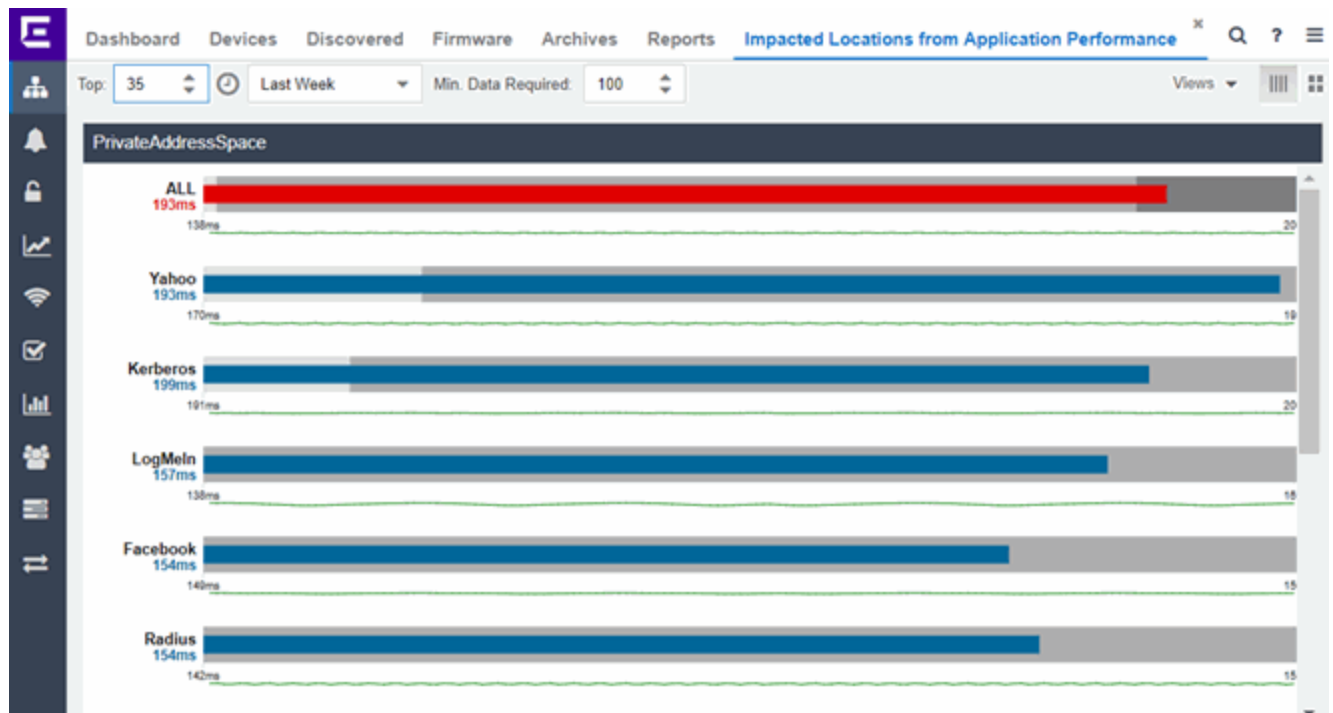 Dashboard Devices Discovered Firmware Archives Reports Impacted Locations from Application Performance × ?
Top: 35 Last Week Min. Data Required: 100 Views
PrivateAddressSpace
ALL
193ms
138ms 20
Yahoo
193ms
170ms 19
Kerberos
199ms
191ms 20
LogMeIn
157ms
138ms 15
Facebook
154ms
149ms 15
Radius
154ms
142ms 15